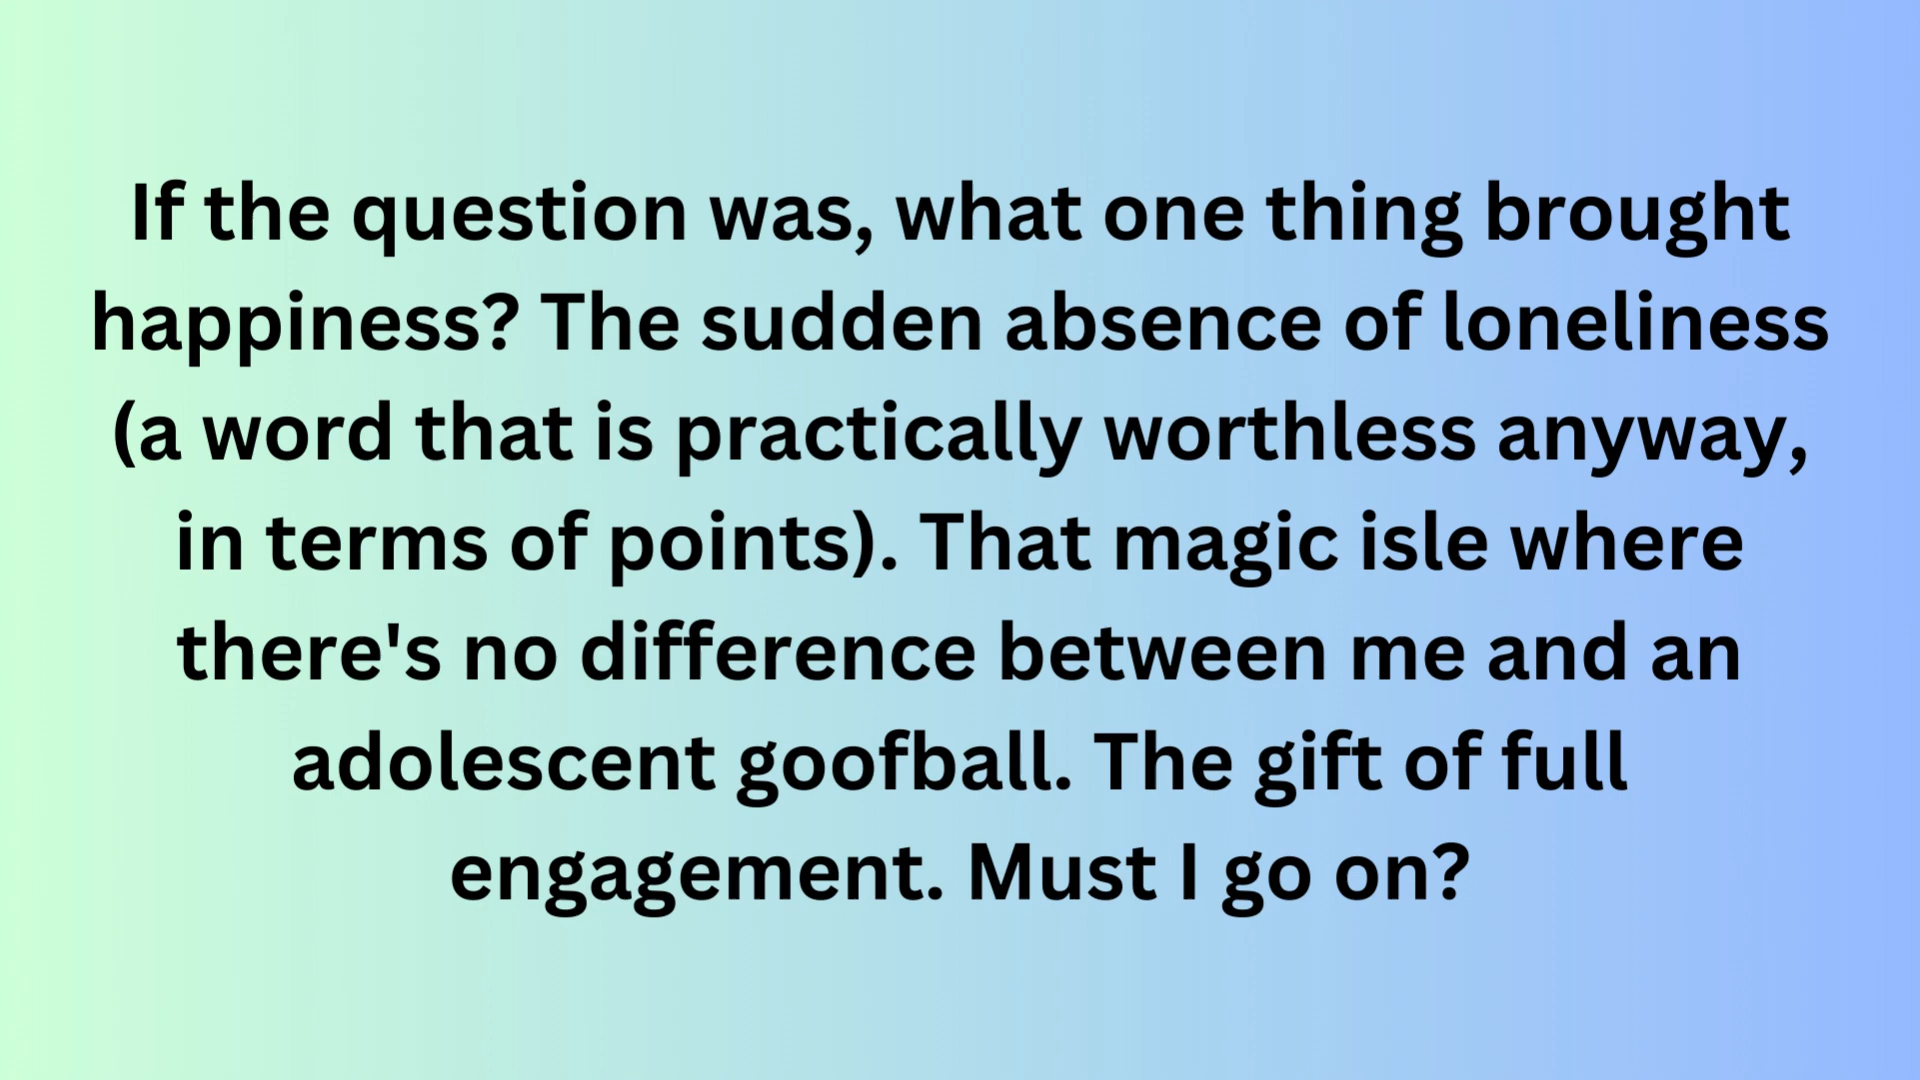 If the question was, what one thing brought
happiness? The sudden absence of loneliness
(a word that is practically worthless anyway,
in terms of points). That magic isle where
there's no difference between me and an
adolescent goofball. The gift of full
engagement. Must I go on?